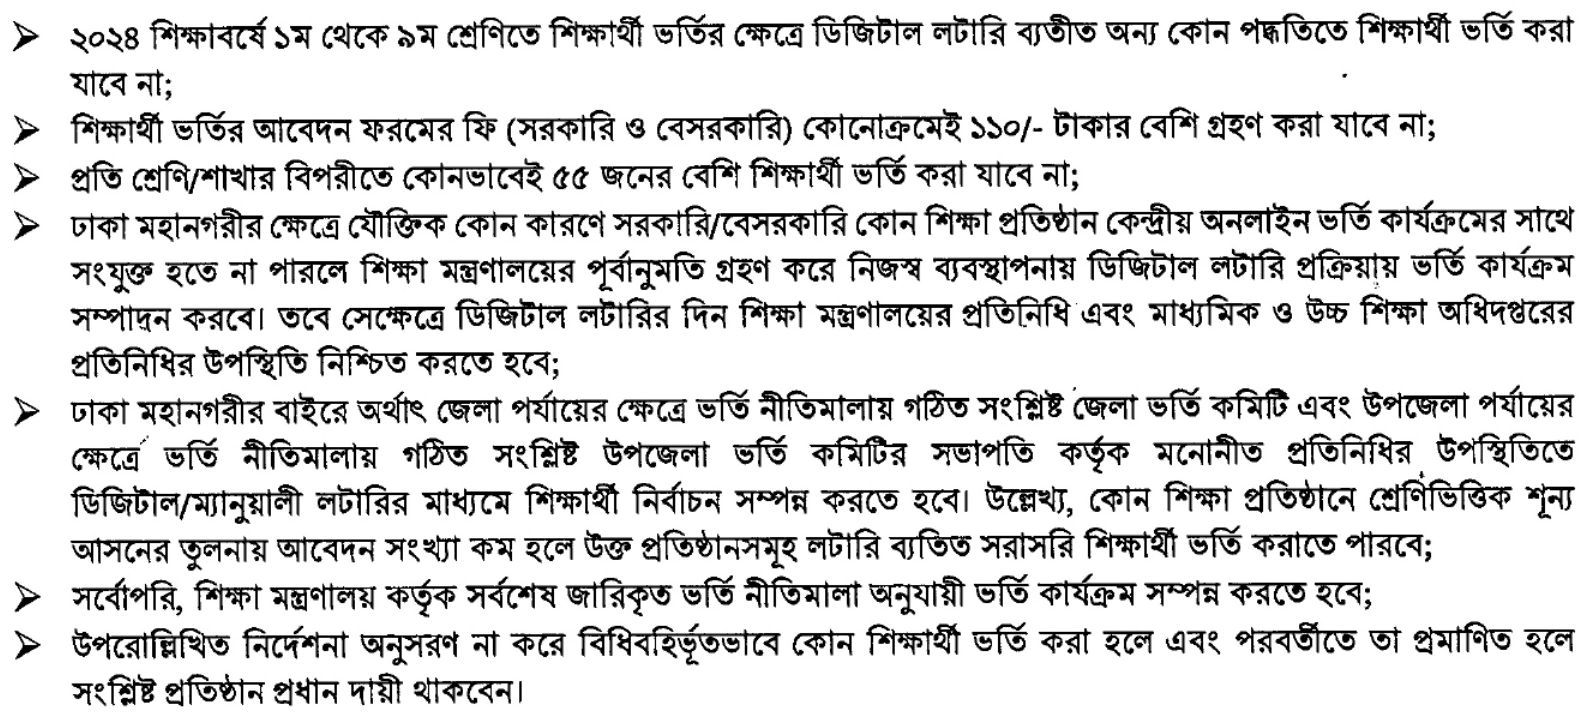 ➢ ২০২৪ শিক্ষাবর্ষে ১ম থেকে ৯ম শ্রেণিতে শিক্ষার্থী ভর্তির ক্ষেত্রে ডিজিটাল লটারি ব্যতীত অন্য কোন পদ্ধতিতে শিক্ষার্থী ভর্তি করা
যাবে না;
➢ শিক্ষার্থী ভর্তির আবেদন ফরমের ফি (সরকারি ও বেসরকারি) কোনোক্রমেই ১১০/- টাকার বেশি গ্রহণ করা যাবে না;
➢ প্রতি শ্রেণি/শাখার বিপরীতে কোনভাবেই ৫৫ জনের বেশি শিক্ষার্থী ভর্তি করা যাবে না;
➢ ঢাকা মহানগরীর ক্ষেত্রে যৌক্তিক কোন কারণে সরকারি/বেসরকারি কোন শিক্ষা প্রতিষ্ঠান কেন্দ্রীয় অনলাইন ভর্তি কার্যক্রমের সাথে
সংযুক্ত হতে না পারলে শিক্ষা মন্ত্রণালয়ের পূর্বানুমতি গ্রহণ করে নিজস্ব ব্যবস্থাপনায় ডিজিটাল লটারি প্রক্রিয়ায় ভর্তি কার্যক্রম
সম্পাদন করবে। তবে সেক্ষেত্রে ডিজিটাল লটারির দিন শিক্ষা মন্ত্রণালয়ের প্রতিনিধি এবং মাধ্যমিক ও উচ্চ শিক্ষা অধিদপ্তরের
প্রতিনিধির উপস্থিতি নিশ্চিত করতে হবে;
➢ ঢাকা মহানগরীর বাইরে অর্থাৎ জেলা পর্যায়ের ক্ষেত্রে ভর্তি নীতিমালায় গঠিত সংশ্লিষ্ট জেলা ভর্তি কমিটি এবং উপজেলা পর্যায়ের
ক্ষেত্রে ভর্তি নীতিমালায় গঠিত সংশ্লিষ্ট উপজেলা ভর্তি কমিটির সভাপতি কর্তৃক মনোনীত প্রতিনিধির উপস্থিতিতে
ডিজিটাল/ম্যানুয়ালী লটারির মাধ্যমে শিক্ষার্থী নির্বাচন সম্পন্ন করতে হবে। উল্লেখ্য, কোন শিক্ষা প্রতিষ্ঠানে শ্রেণিভিত্তিক শূন্য
আসনের তুলনায় আবেদন সংখ্যা কম হলে উক্ত প্রতিষ্ঠানসমূহ লটারি ব্যতিত সরাসরি শিক্ষার্থী ভর্তি করাতে পারবে;
➢ সর্বোপরি, শিক্ষা মন্ত্রণালয় কর্তৃক সর্বশেষ জারিকৃত ভর্তি নীতিমালা অনুযায়ী ভর্তি কার্যক্রম সম্পন্ন করতে হবে;
➢ উপরোল্লিখিত নির্দেশনা অনুসরণ না করে বিধিবহির্ভূতভাবে কোন শিক্ষার্থী ভর্তি করা হলে এবং পরবর্তীতে তা প্রমাণিত হলে
সংশ্লিষ্ট প্রতিষ্ঠান প্রধান দায়ী থাকবেন।